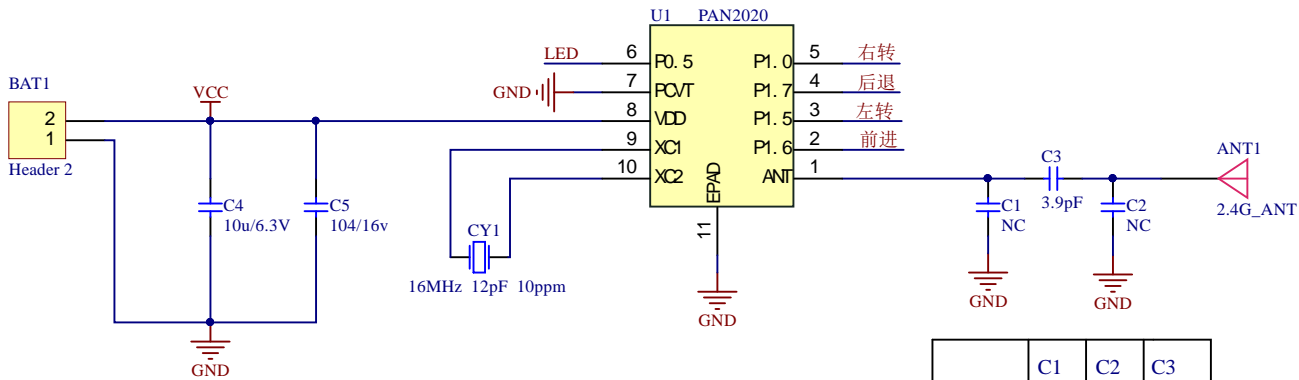 U1 PAN2020
BAT1
2
1
Header 2
VCC
C4
10u/6.3V
C5
104/16v
GND
LED 6 P0.5
GND 7 PCVT
8 VDD
9 XC1
10 XC2
P1.0 5 右转
P1.7 4 后退
P1.5 3 左转
P1.6 2 前进
ANT 1
EPAD
11
GND
CY1
16MHz 12pF 10ppm
C3
3.9pF
C1
NC
GND
C2
NC
GND
ANT1
2.4G_ANT
C1 C2 C3